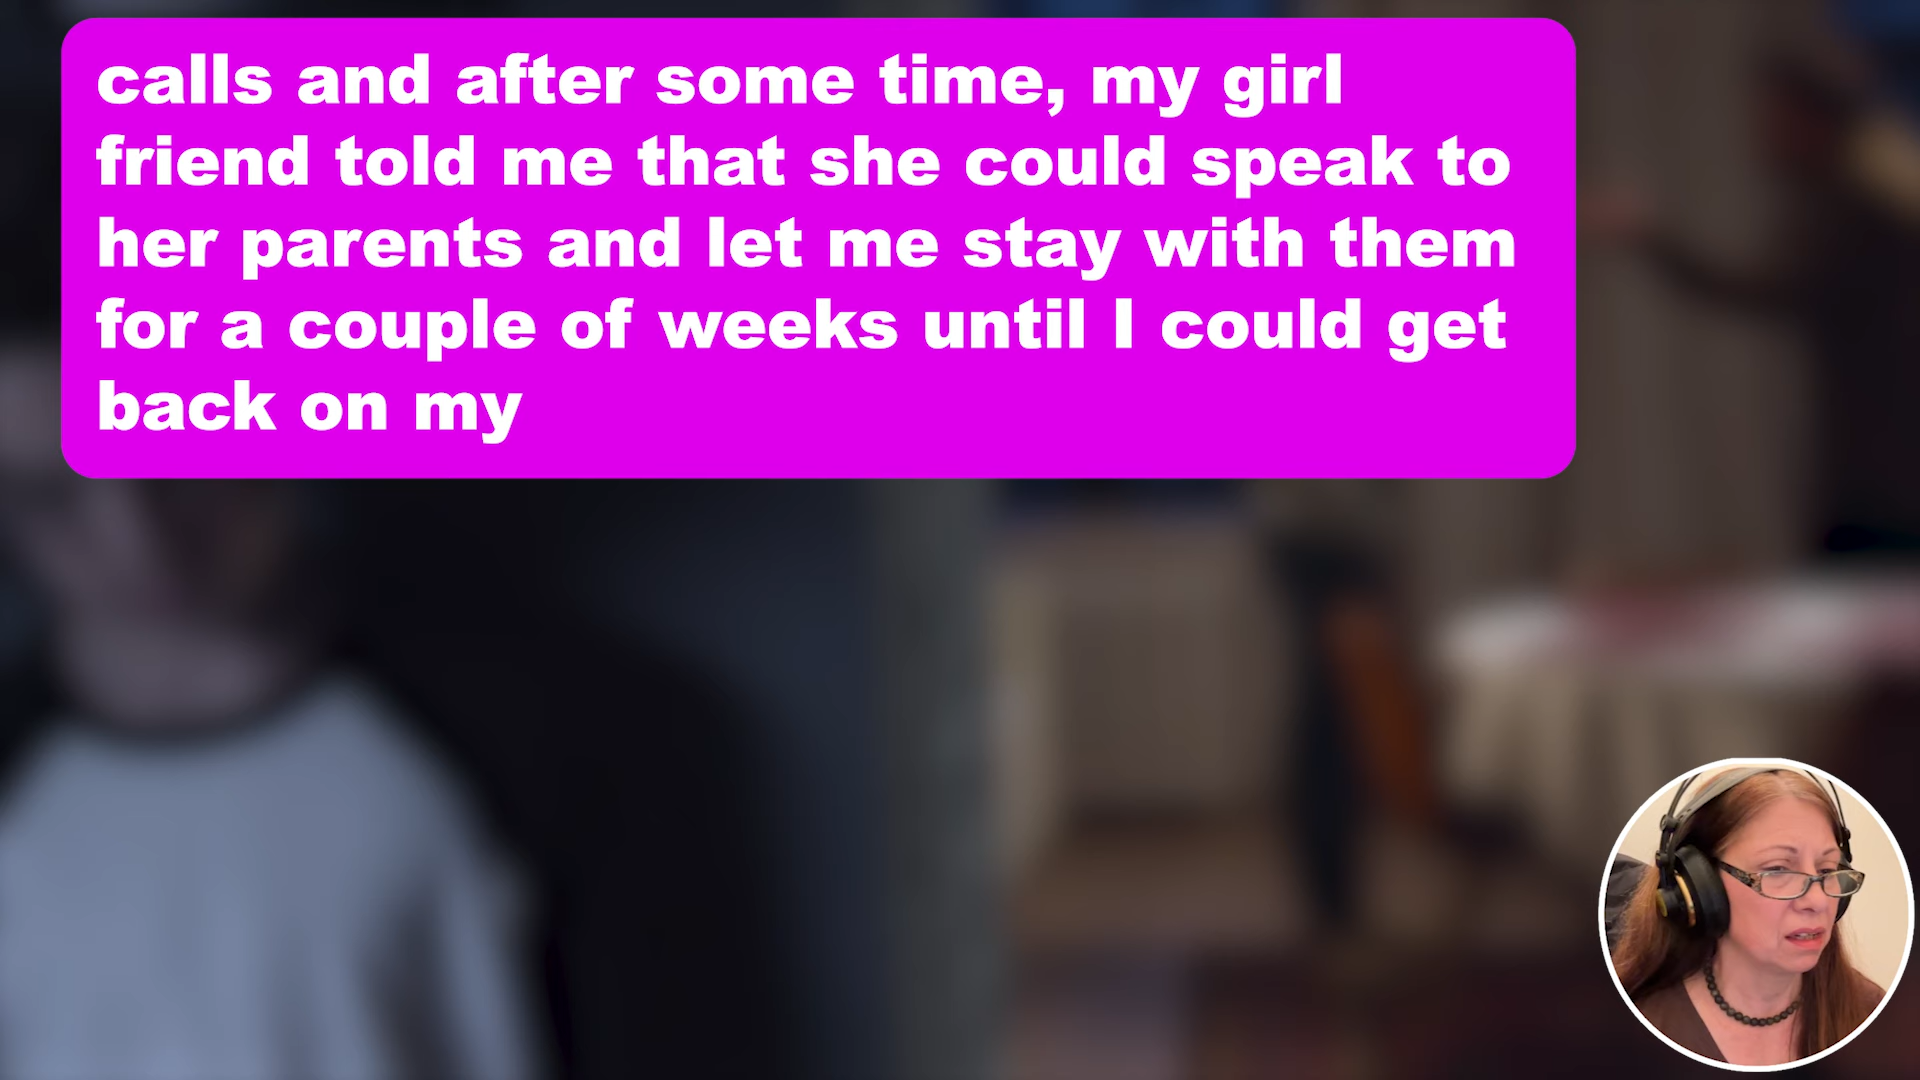 calls and after some time, my girl
friend told me that she could speak to
her parents and let me stay with them
for a couple of weeks until I could get
back on my